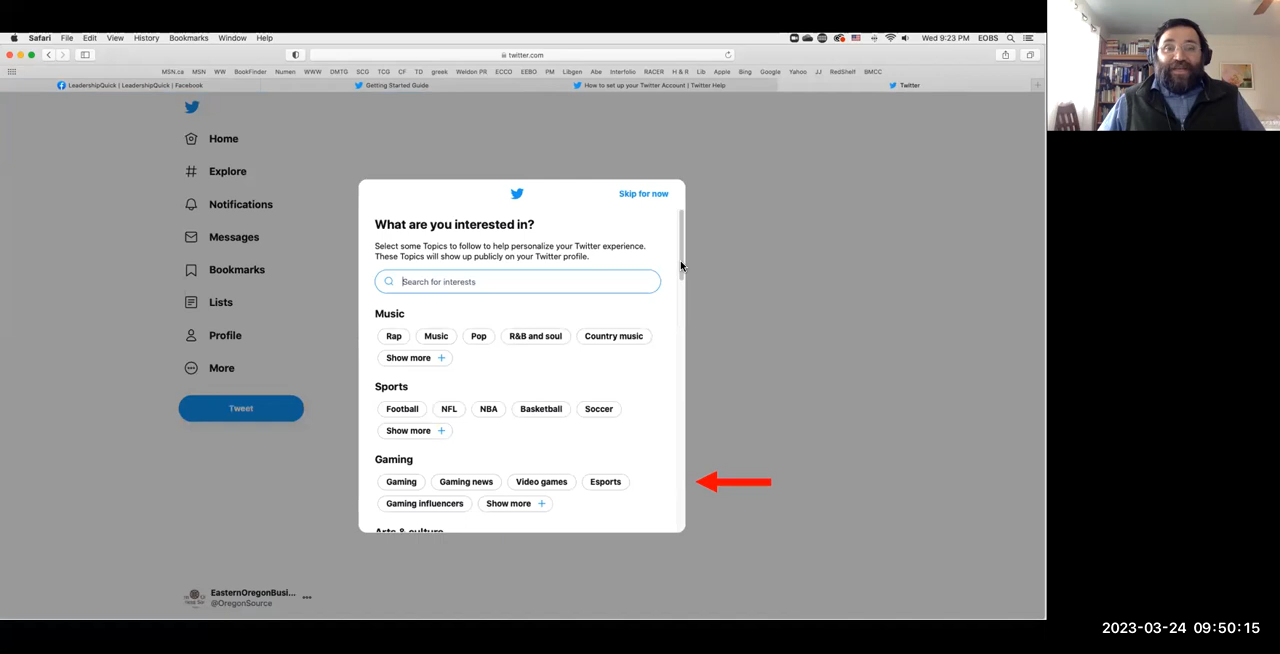 Safari File Edit View History Bookmarks Window Help Wed 9:23 PM EOBS
twitter.com
MSN.ca MSN WW BookFinder Numen WWW DMTG SCG TCG CF TD greek Weldon PR ECCO EEBO PM Libgen Abe Interfolio RACER H & R Lib Apple Bing Google Yahoo JJ RedShelf BMCC
LeadershipQuick | LeadershipQuick | Facebook Getting Started Guide How to set up your Twitter Account | Twitter Help Twitter
Home
Explore
Notifications
Messages
Bookmarks
Lists
Profile
More
Tweet
EasternOregonBusi...
@OregonSource
Skip for now
What are you interested in?
Select some Topics to follow to help personalize your Twitter experience.
These Topics will show up publicly on your Twitter profile.
Search for interests
Music
Rap Music Pop R&B and soul Country music
Show more +
Sports
Football NFL NBA Basketball Soccer
Show more +
Gaming
Gaming Gaming news Video games Esports
Gaming influencers Show more +
Arts & culture
2023-03-24 09:50:15